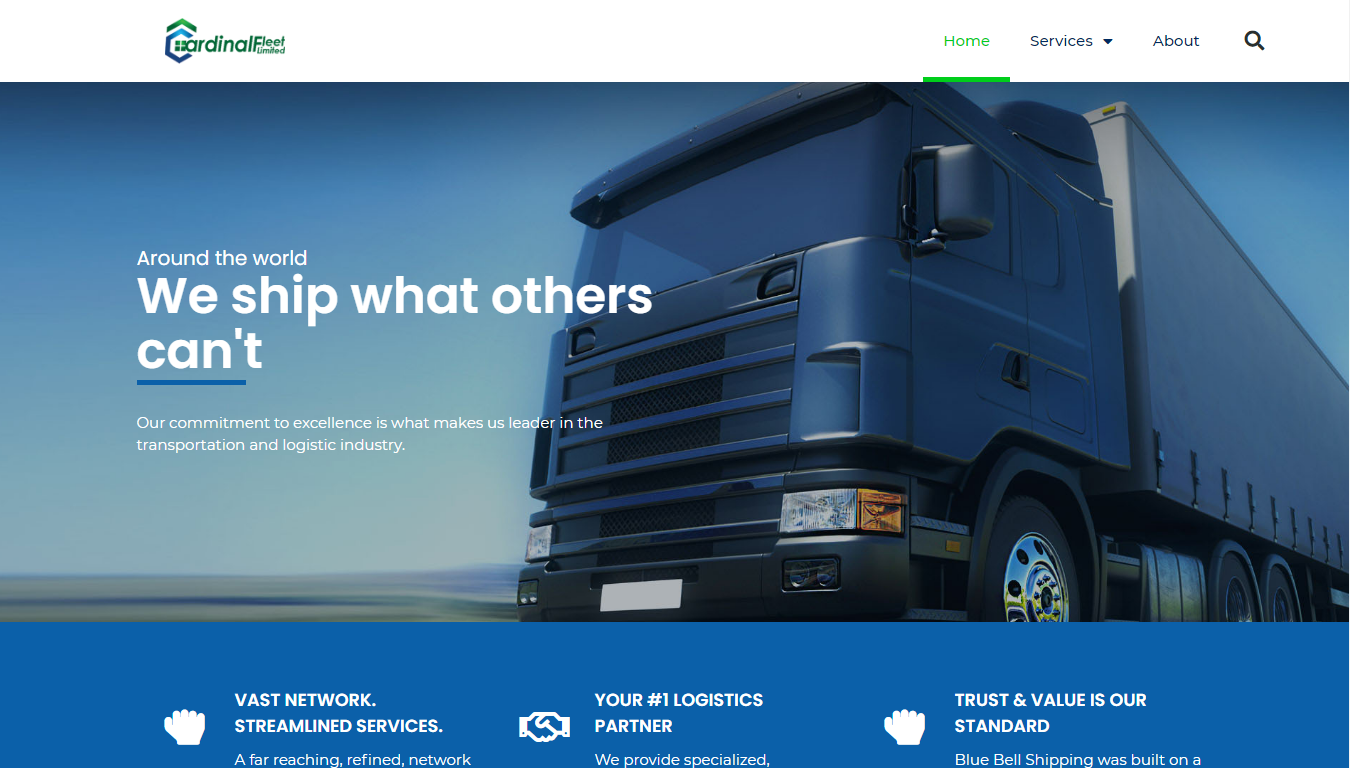 CardinalFleet
Limited
Home
Services
About
Around the world
We ship what others
can't
Our commitment to excellence is what makes us leader in the
transportation and logistic industry.
VAST NETWORK.
STREAMLINED SERVICES.
A far reaching, refined, network
YOUR #1 LOGISTICS
PARTNER
We provide specialized,
TRUST & VALUE IS OUR
STANDARD
Blue Bell Shipping was built on a